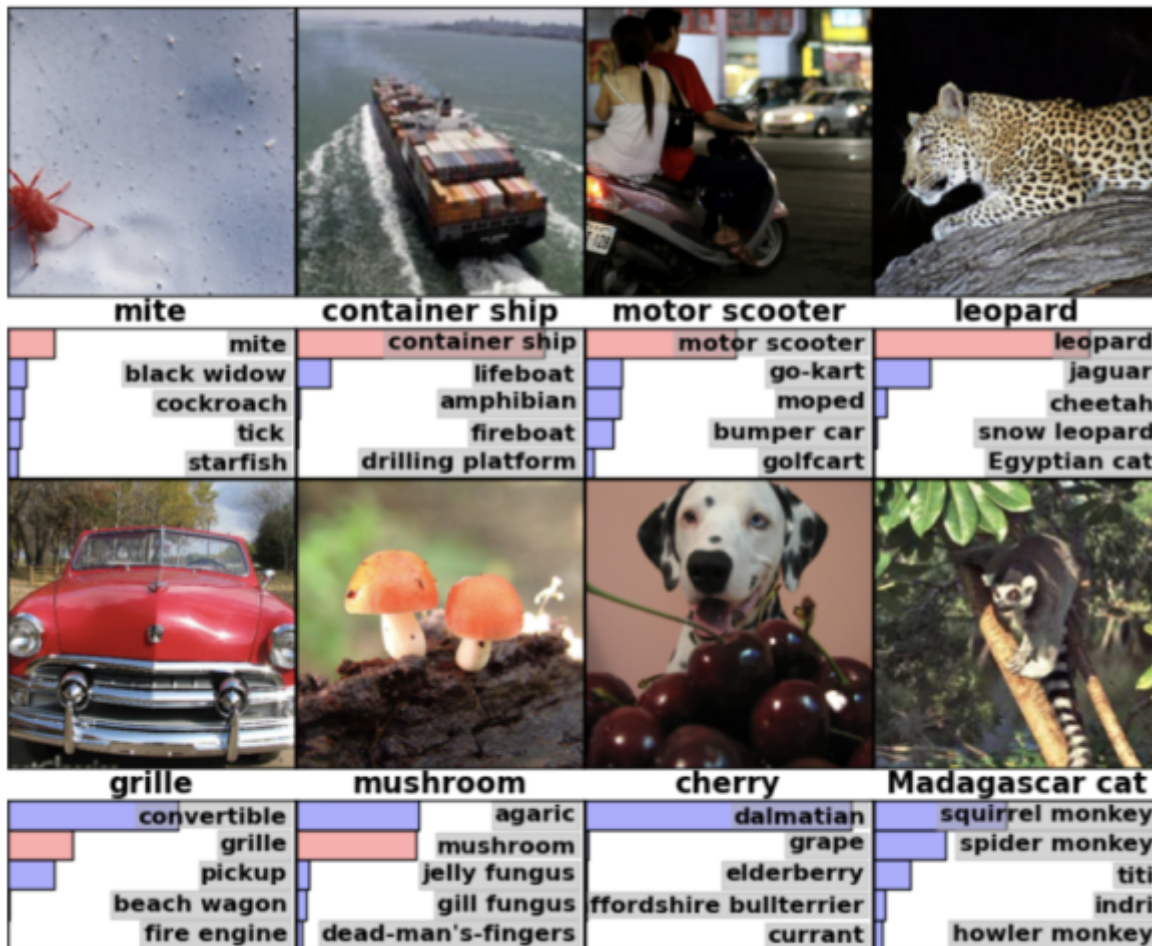 mite
container ship
motor scooter
leopard
mite
black widow
cockroach
tick
starfish
container ship
lifeboat
amphibian
fireboat
drilling platform
motor scooter
go-kart
moped
bumper car
golfcart
leopard
jaguar
cheetah
snow leopard
Egyptian cat
grille
mushroom
cherry
Madagascar cat
convertible
grille
pickup
beach wagon
fire engine
agaric
mushroom
jelly fungus
gill fungus
dead-man's-fingers
dalmatian
grape
elderberry
ffordshire bullterrier
currant
squirrel monkey
spider monkey
titi
indri
howler monkey